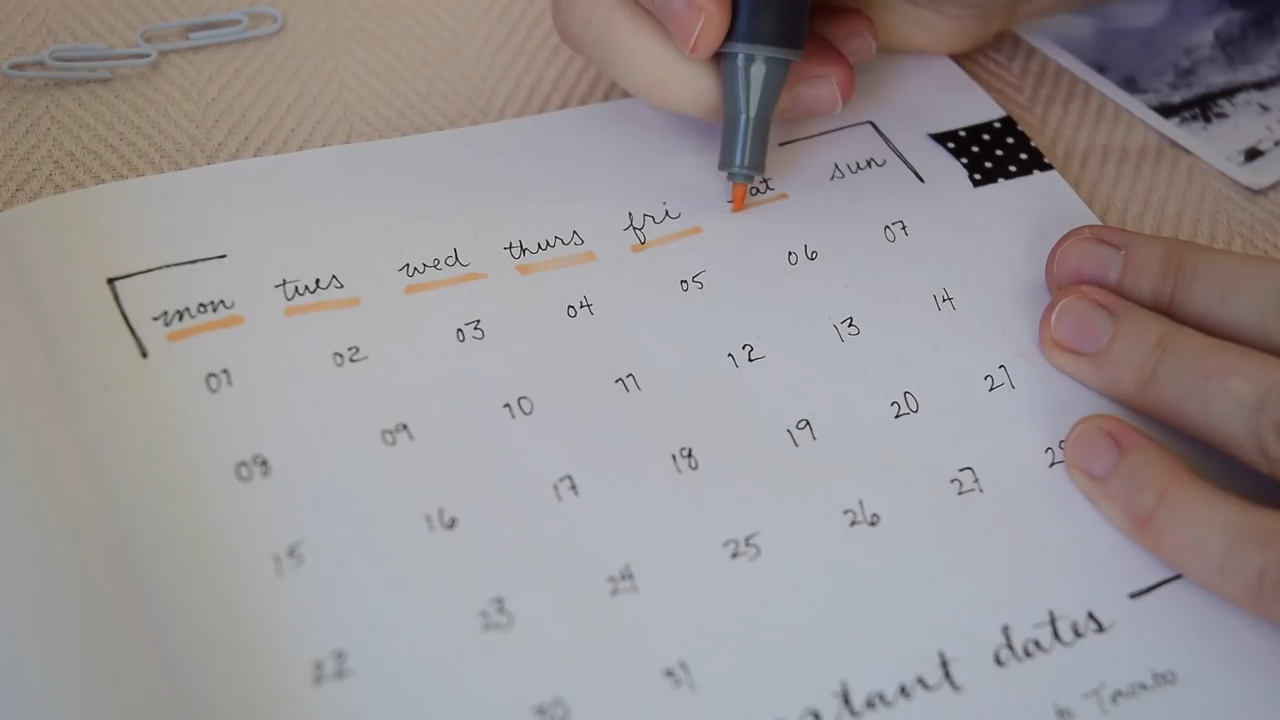 mon tues wed thurs fri sat sun
01 02 03 04 05 06 07
08 09 10 11 12 13 14
15 16 17 18 19 20 21
22 23 24 25 26 27 28
30 31
dates